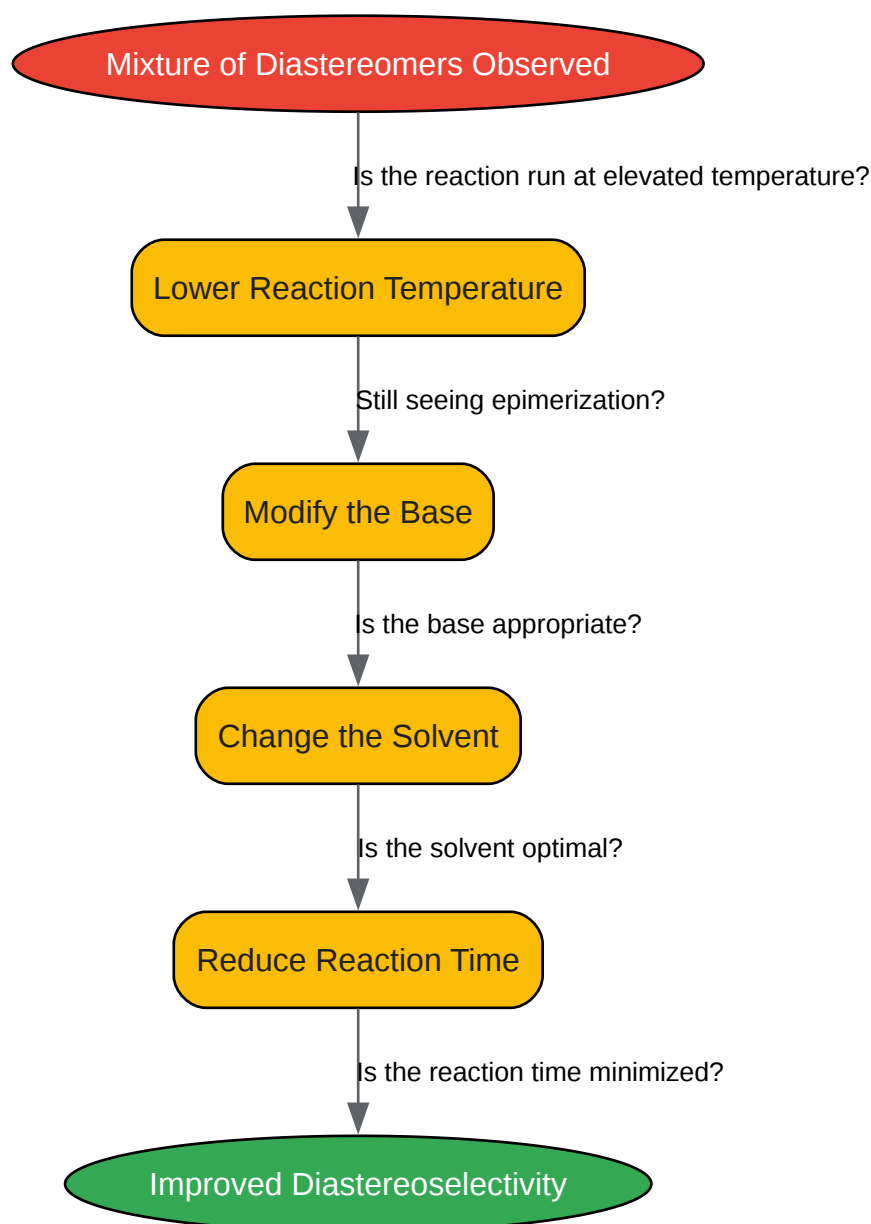 Mixture of Diastereomers Observed
Is the reaction run at elevated temperature?
Lower Reaction Temperature
Still seeing epimerization?
Modify the Base
Is the base appropriate?
Change the Solvent
Is the solvent optimal?
Reduce Reaction Time
Is the reaction time minimized?
Improved Diastereoselectivity